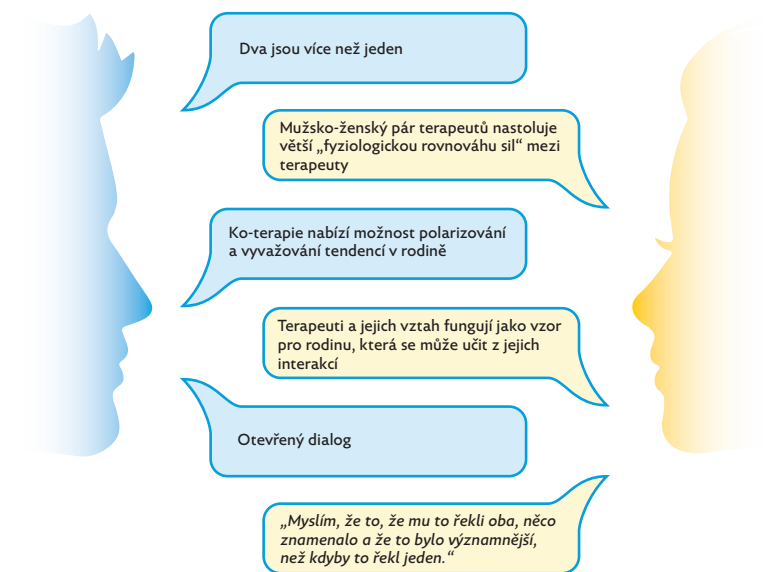 Dva jsou více než jeden
Mužsko-ženský pár terapeutů nastoluje
větší „fyziologickou rovnováhu sil“ mezi
terapeuty
Ko-terapie nabízí možnost polarizování
a vyvažování tendencí v rodině
Terapeuti a jejich vztah fungují jako vzor
pro rodinu, která se může učit z jejich
interakcí
Otevřený dialog
„Myslím, že to, že mu to řekli oba, něco
znamenalo a že to bylo významnější,
než kdyby to řekl jeden.“